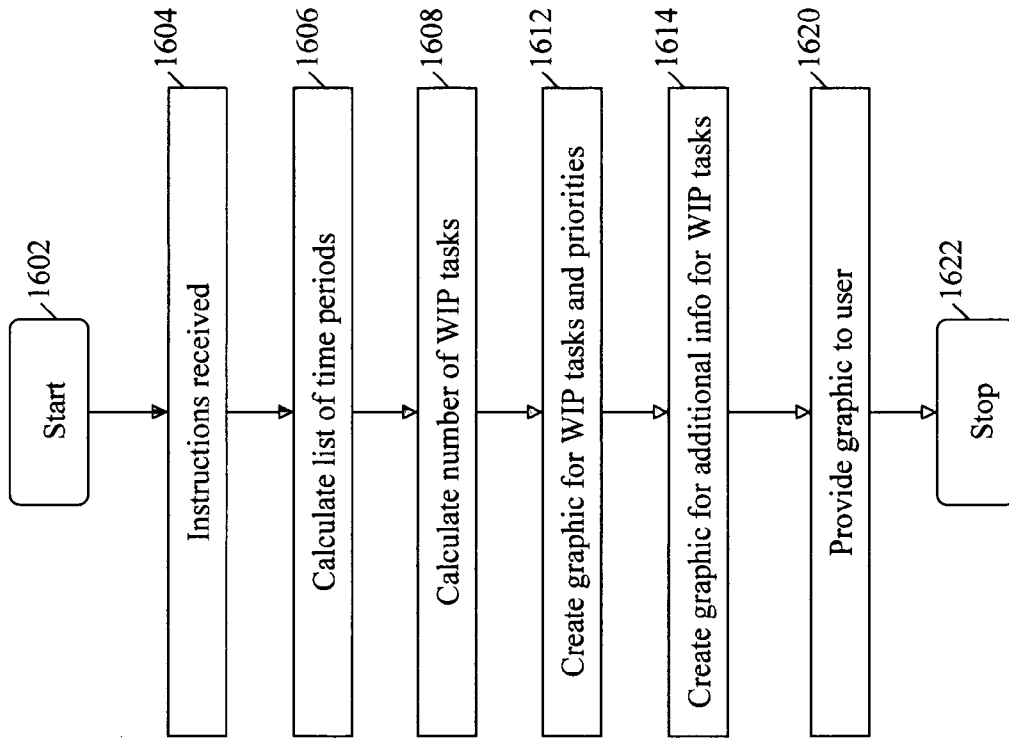 Start
1602
Instructions received
1604
Calculate list of time periods
1606
Calculate number of WIP tasks
1608
Create graphic for WIP tasks and priorities
1612
Create graphic for additional info for WIP tasks
1614
Provide graphic to user
1620
Stop
1622